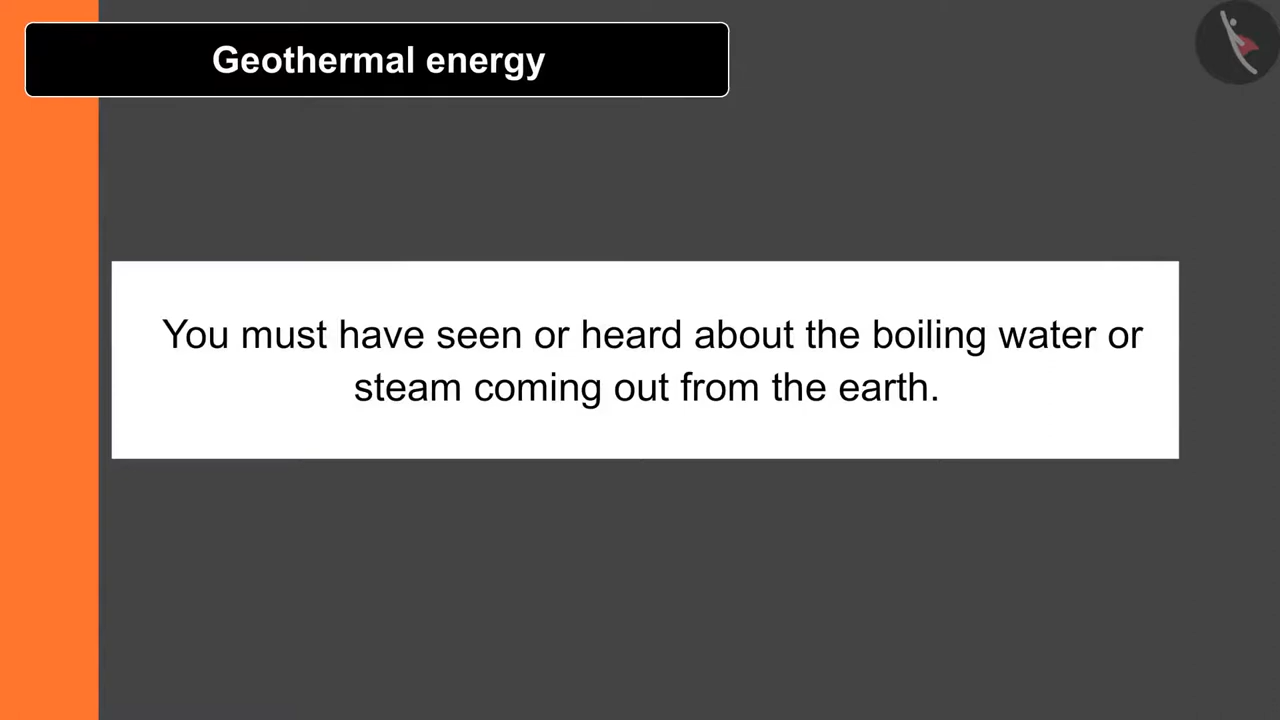 Geothermal energy
You must have seen or heard about the boiling water or
steam coming out from the earth.